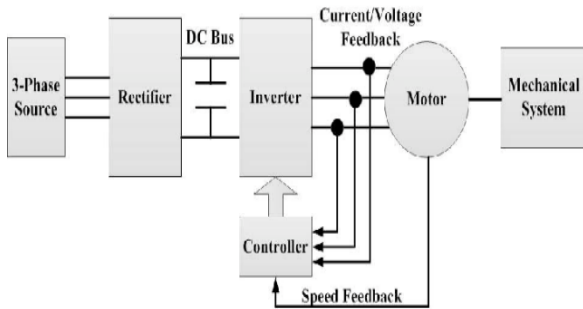 Current/Voltage
Feedback
DC Bus
3-Phase
Source
Rectifier
Inverter
Motor
Mechanical
System
Controller
Speed Feedback